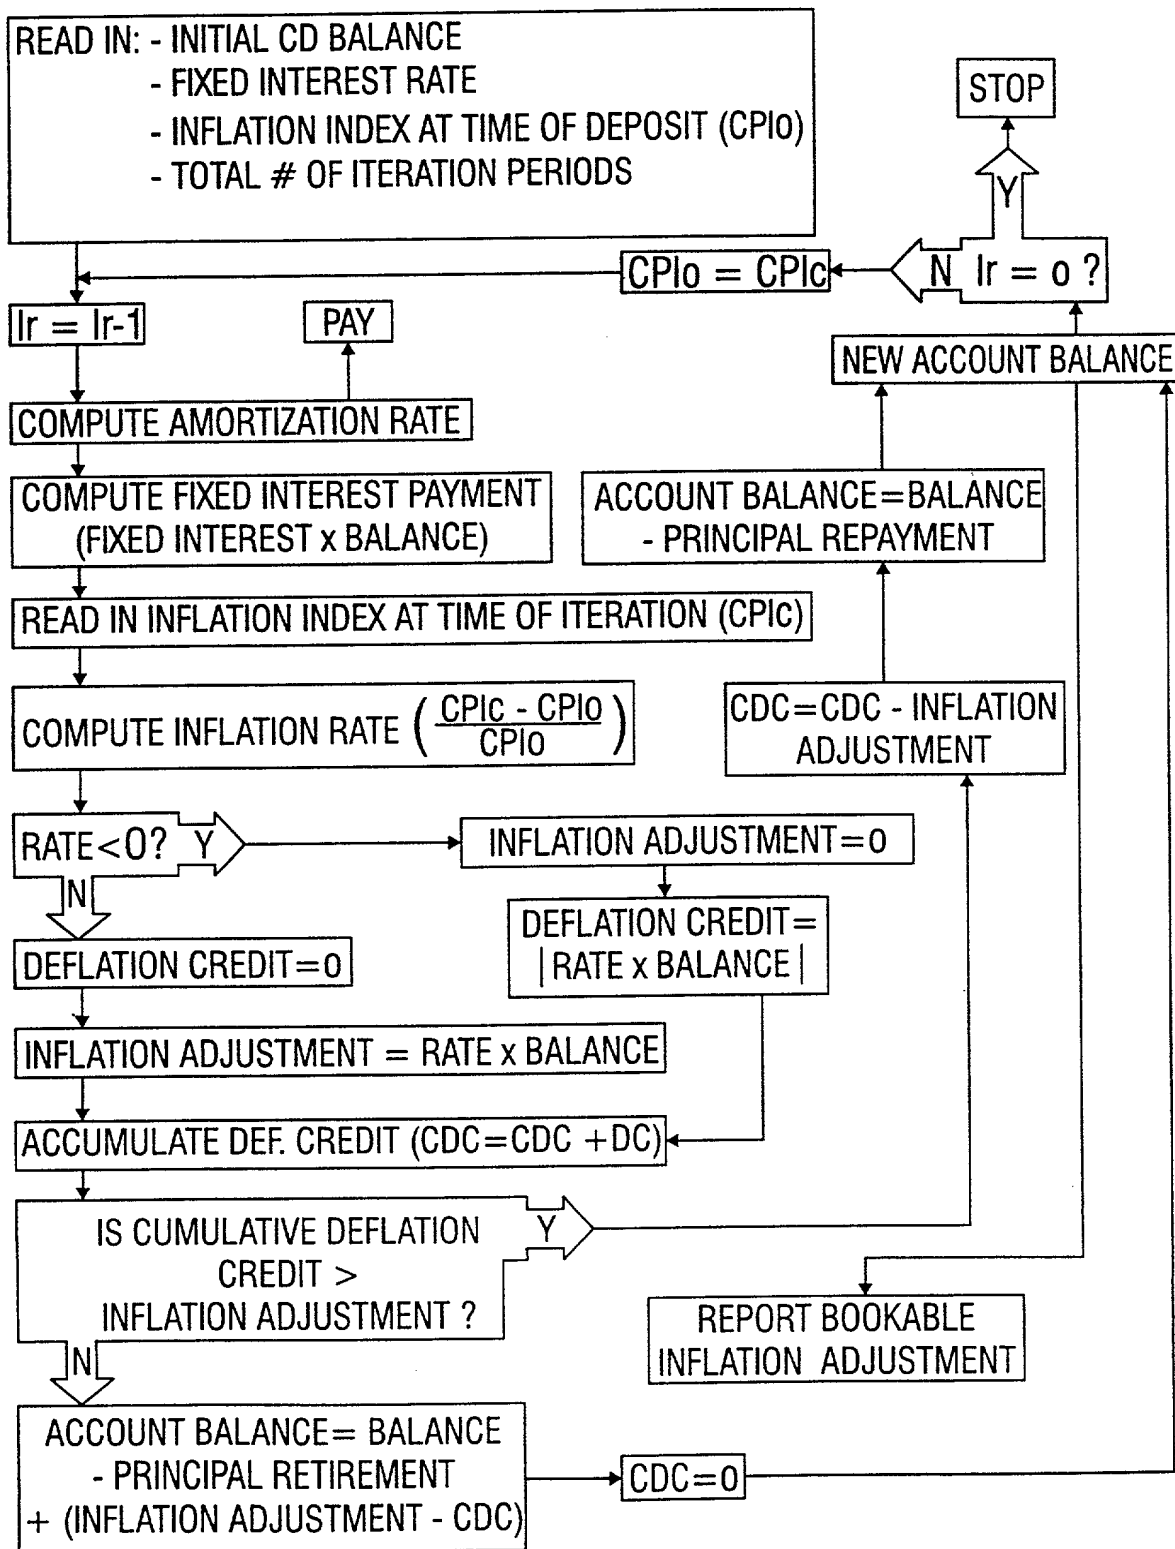 READ IN: - INITIAL CD BALANCE
- FIXED INTEREST RATE
- INFLATION INDEX AT TIME OF DEPOSIT (CPIo)
- TOTAL # OF ITERATION PERIODS
STOP
Y
CPIo = CPIc
N Ir = o ?
Ir = Ir-1
PAY
NEW ACCOUNT BALANCE
COMPUTE AMORTIZATION RATE
COMPUTE FIXED INTEREST PAYMENT
(FIXED INTEREST x BALANCE)
ACCOUNT BALANCE=BALANCE
- PRINCIPAL REPAYMENT
READ IN INFLATION INDEX AT TIME OF ITERATION (CPIc)
COMPUTE INFLATION RATE ( CPIc - CPIo
CPIo )
CDC=CDC - INFLATION
ADJUSTMENT
RATE<0? Y
INFLATION ADJUSTMENT=o
N
DEFLATION CREDIT=
|RATE x BALANCE|
DEFLATION CREDIT=o
INFLATION ADJUSTMENT = RATE x BALANCE
ACCUMULATE DEF. CREDIT (CDC=CDC +DC)
IS CUMULATIVE DEFLATION
CREDIT >
INFLATION ADJUSTMENT ?
Y
N
REPORT BOOKABLE
INFLATION ADJUSTMENT
ACCOUNT BALANCE= BALANCE
- PRINCIPAL RETIREMENT
+ (INFLATION ADJUSTMENT - CDC)
CDC=o